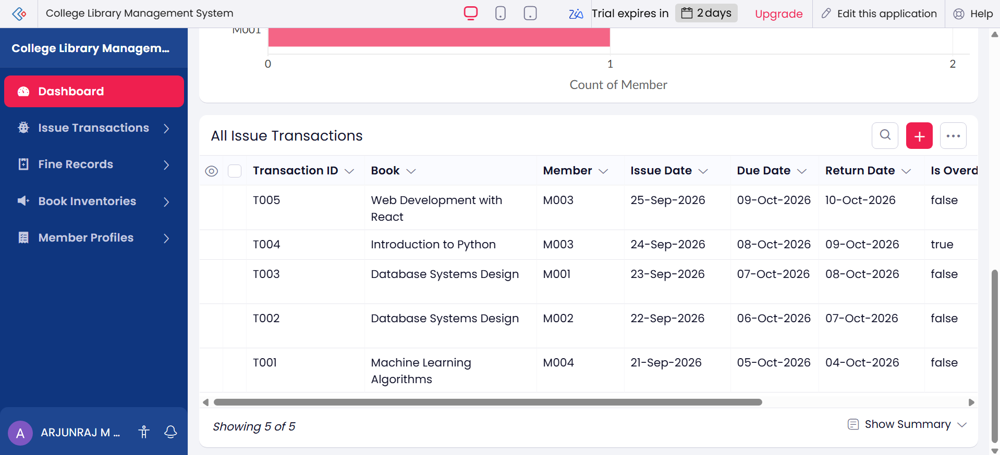 College Library Management System
Trial expires in
2 days
Upgrade
Edit this application
Help
College Library Managem...
Dashboard
Issue Transactions
Fine Records
Book Inventories
Member Profiles
A
ARJUNRAJ M ...
M001
0 1 2
Count of Member
All Issue Transactions
Transaction ID Book Member Issue Date Due Date Return Date Is Overd
T005 Web Development with M003 25-Sep-2026 09-Oct-2026 10-Oct-2026 false
React
T004 Introduction to Python M003 24-Sep-2026 08-Oct-2026 09-Oct-2026 true
T003 Database Systems Design M001 23-Sep-2026 07-Oct-2026 08-Oct-2026 false
T002 Database Systems Design M002 22-Sep-2026 06-Oct-2026 07-Oct-2026 false
T001 Machine Learning M004 21-Sep-2026 05-Oct-2026 04-Oct-2026 false
Algorithms
Showing 5 of 5
Show Summary